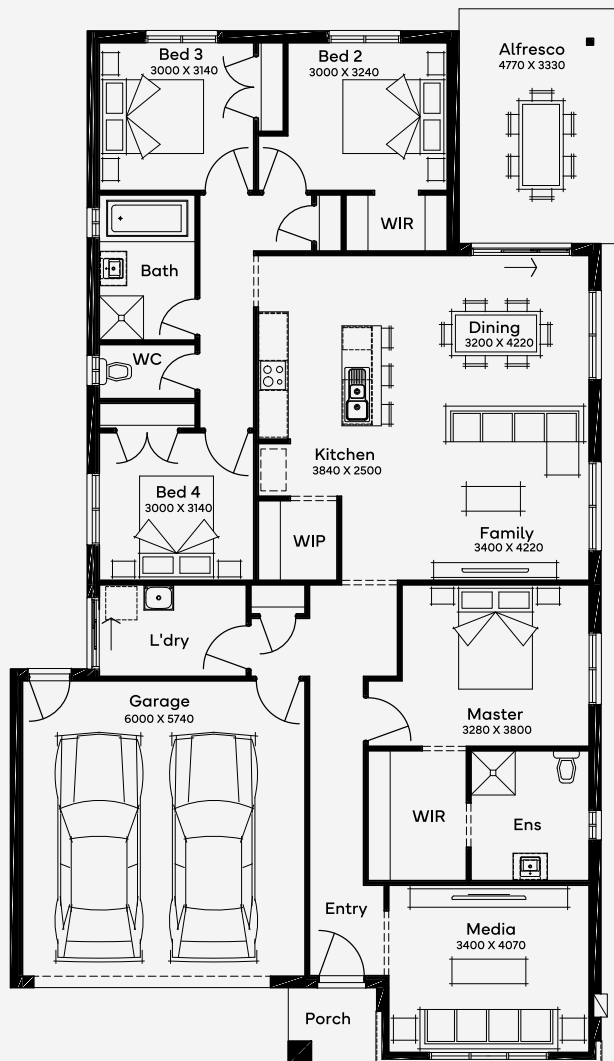 Bed 3
3000 X 3140
Bed 2
3000 X 3240
Alfresco
4770 X 3330
WIR
Bath
Dining
3200 X 4220
WC
Kitchen
3840 X 2500
Bed 4
3000 X 3140
WIP
Family
3400 X 4220
L'dry
Garage
6000 X 5740
Master
3280 X 3800
WIR
Ens
Entry
Media
3400 X 4070
Porch